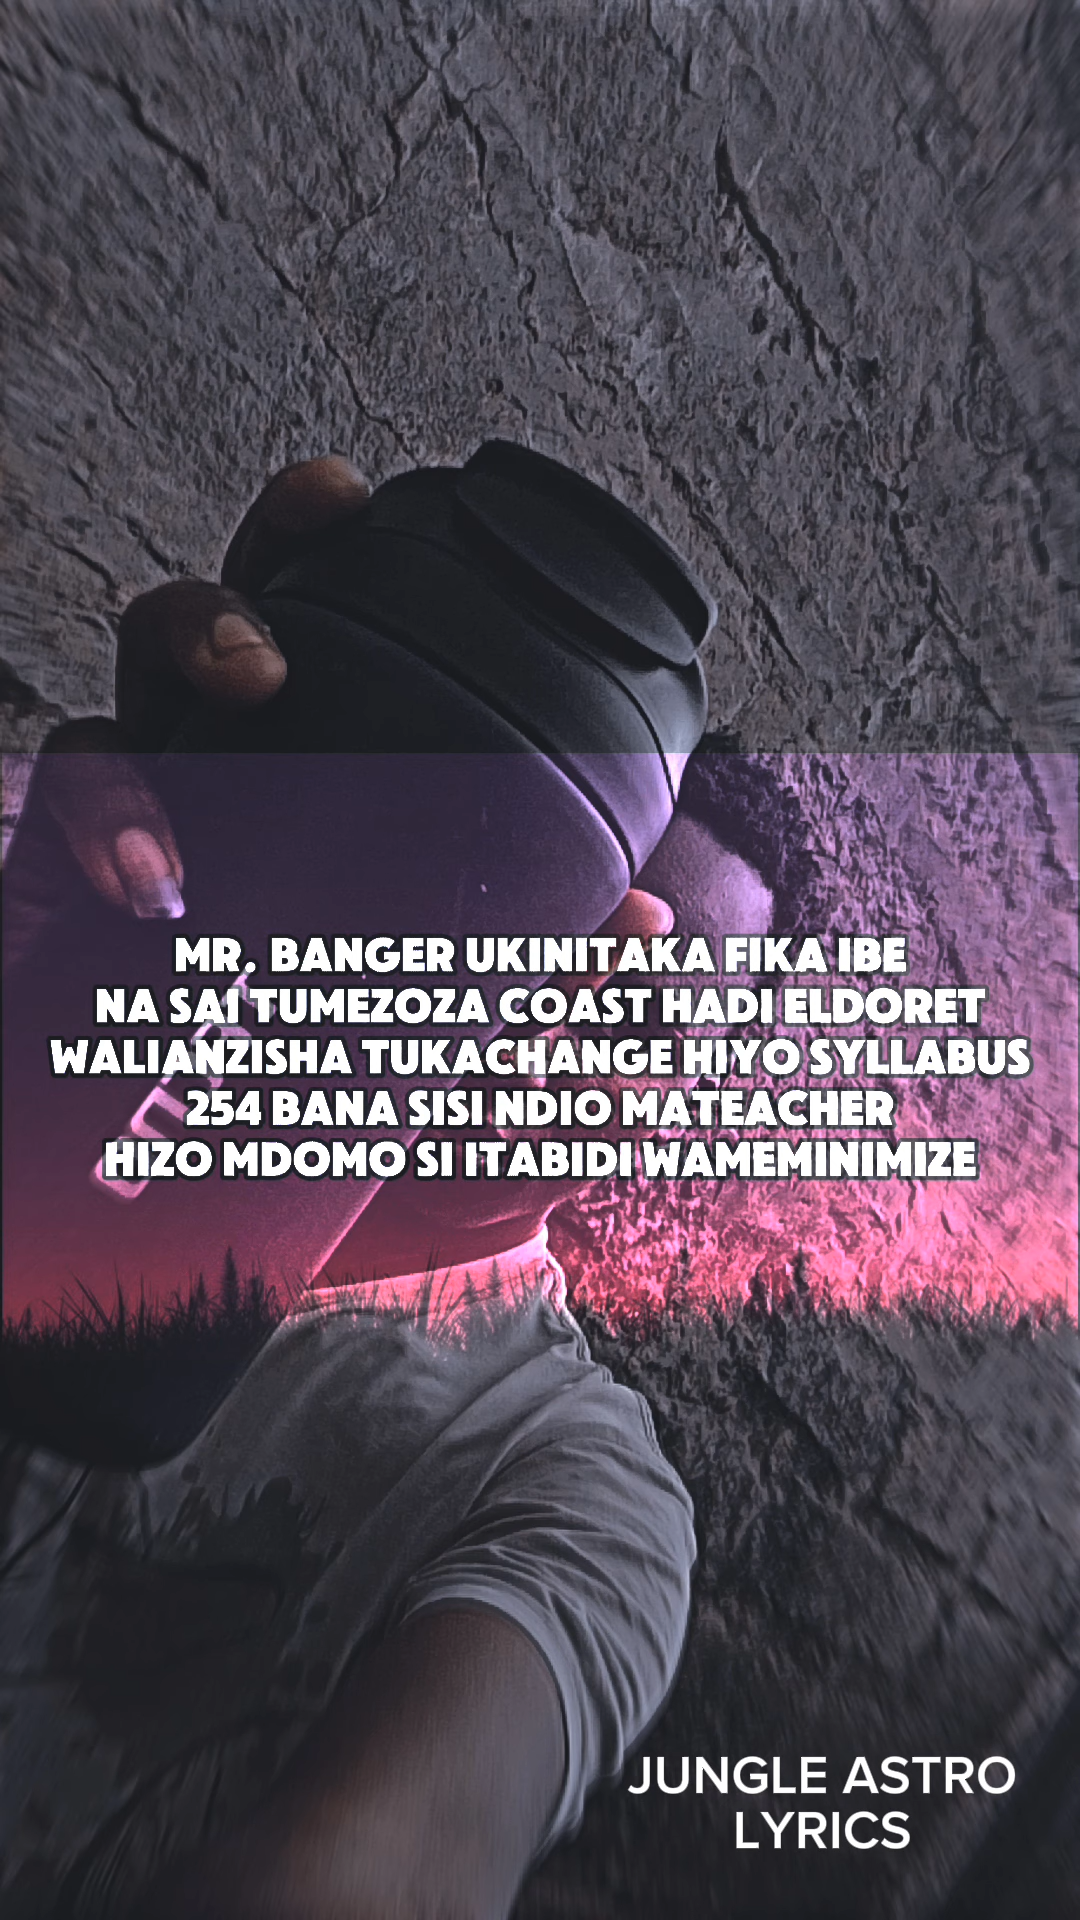 MR. BANGER UKINITAKA FIKA IBE
NA SAI TUMEZOZA COAST HADI ELDORET
WALIANZISHA TUKACHANGE HIYO SYLLABUS
254 BANA SISI NDIO MATEACHER
HIZO MDOMO SI ITABIDI WAMEMINIMIZE
JUNGLE ASTRO
LYRICS